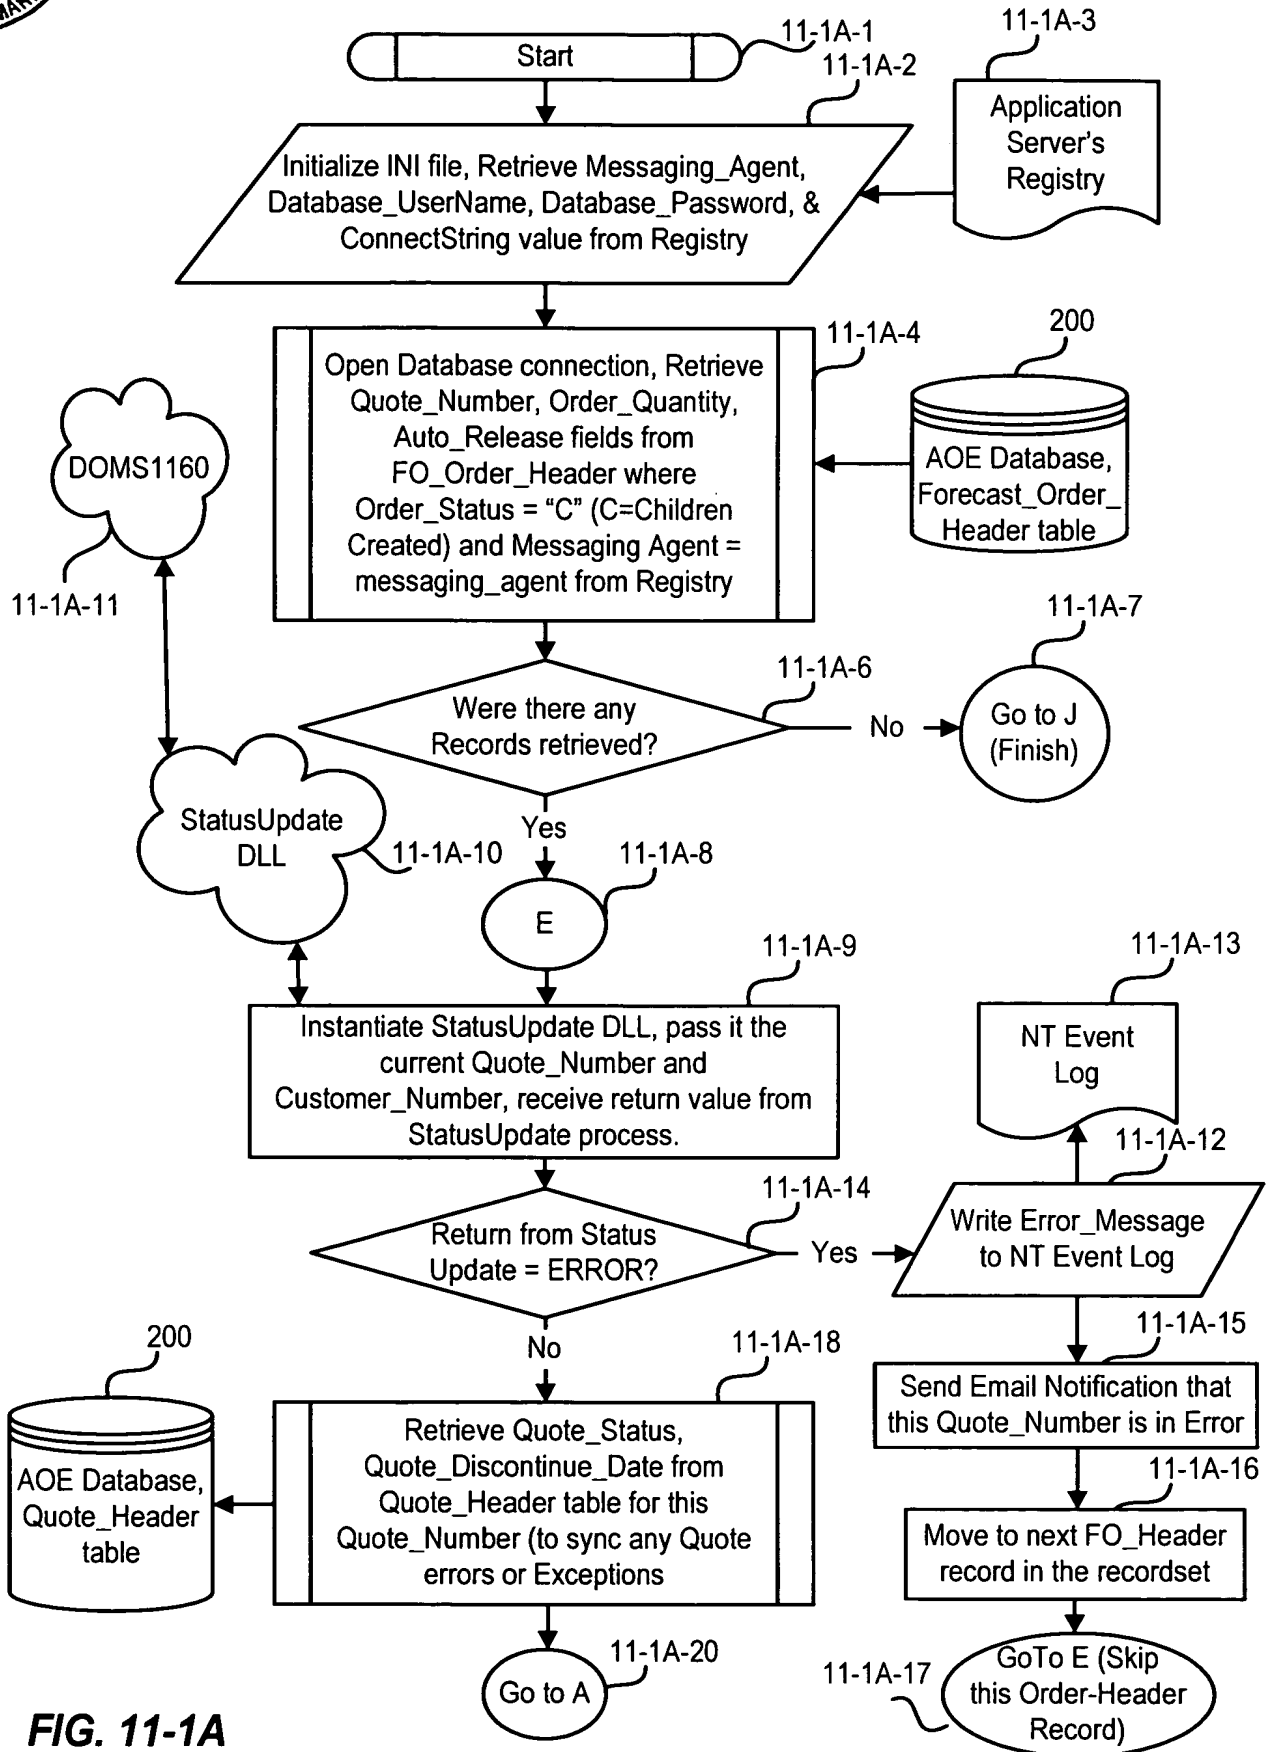 11-1A-1
11-1A-3
Start
11-1A-2
Application
Server's
Registry
Initialize INI file, Retrieve Messaging_Agent,
Database_UserName, Database_Password, &
ConnectString value from Registry
200
11-1A-4
Open Database connection, Retrieve
Quote_Number, Order_Quantity,
Auto_Release fields from
FO_Order_Header where
Order_Status = “C” (C=Children
Created) and Messaging Agent =
messaging_agent from Registry
AOE Database,
Forecast_Order_
Header table
DOMS1160
11-1A-11
11-1A-7
11-1A-6
Were there any
Records retrieved?
No
Go to J
(Finish)
StatusUpdate
DLL
11-1A-10
Yes
11-1A-8
E
11-1A-9
11-1A-13
Instantiate StatusUpdate DLL, pass it the
current Quote_Number and
Customer_Number, receive return value from
StatusUpdate process.
NT Event
Log
11-1A-12
11-1A-14
Return from Status
Update = ERROR?
Yes
Write Error_Message
to NT Event Log
No
11-1A-15
200
11-1A-18
Send Email Notification that
this Quote_Number is in Error
Retrieve Quote_Status,
Quote_Discontinue_Date from
Quote_Header table for this
Quote_Number (to sync any Quote
errors or Exceptions
AOE Database,
Quote_Header
table
11-1A-16
Move to next FO_Header
record in the recordset
11-1A-20
Go to A
11-1A-17
GoTo E (Skip
this Order-Header
Record)
FIG. 11-1A